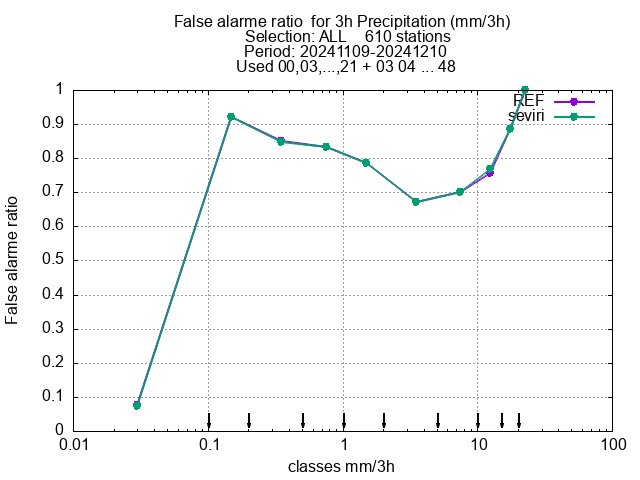 False alarme ratio  for 3h Precipitation (mm/3h)
Selection: ALL    610 stations
Period: 20241109-20241210
Used 00,03,...,21 + 03 04 ... 48
REF
seviri
False alarme ratio
1
0.9
0.8
0.7
0.6
0.5
0.4
0.3
0.2
0.1
0
0.01
0.1
1
10
100
classes mm/3h